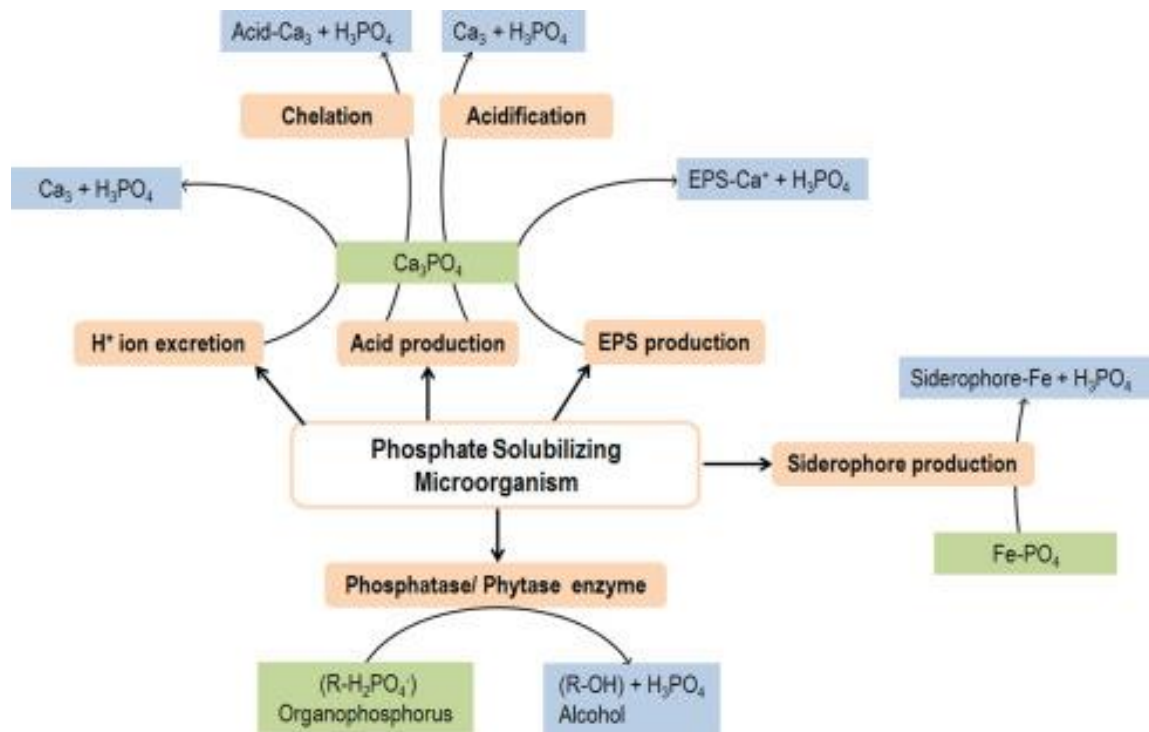 Acid-Ca₃ + H₃PO₄
Ca₃ + H₃PO₄
Chelation
Acidification
Ca₃ + H₃PO₄
EPS-Ca⁺ + H₃PO₄
Ca₃PO₄
H⁺ ion excretion
Acid production
EPS production
Siderophore-Fe + H₃PO₄
Phosphate Solubilizing
Microorganism
Siderophore production
Fe-PO₄
Phosphatase/ Phytase enzyme
(R-H₂PO₄⁻)
Organophosphorus
(R-OH) + H₃PO₄
Alcohol